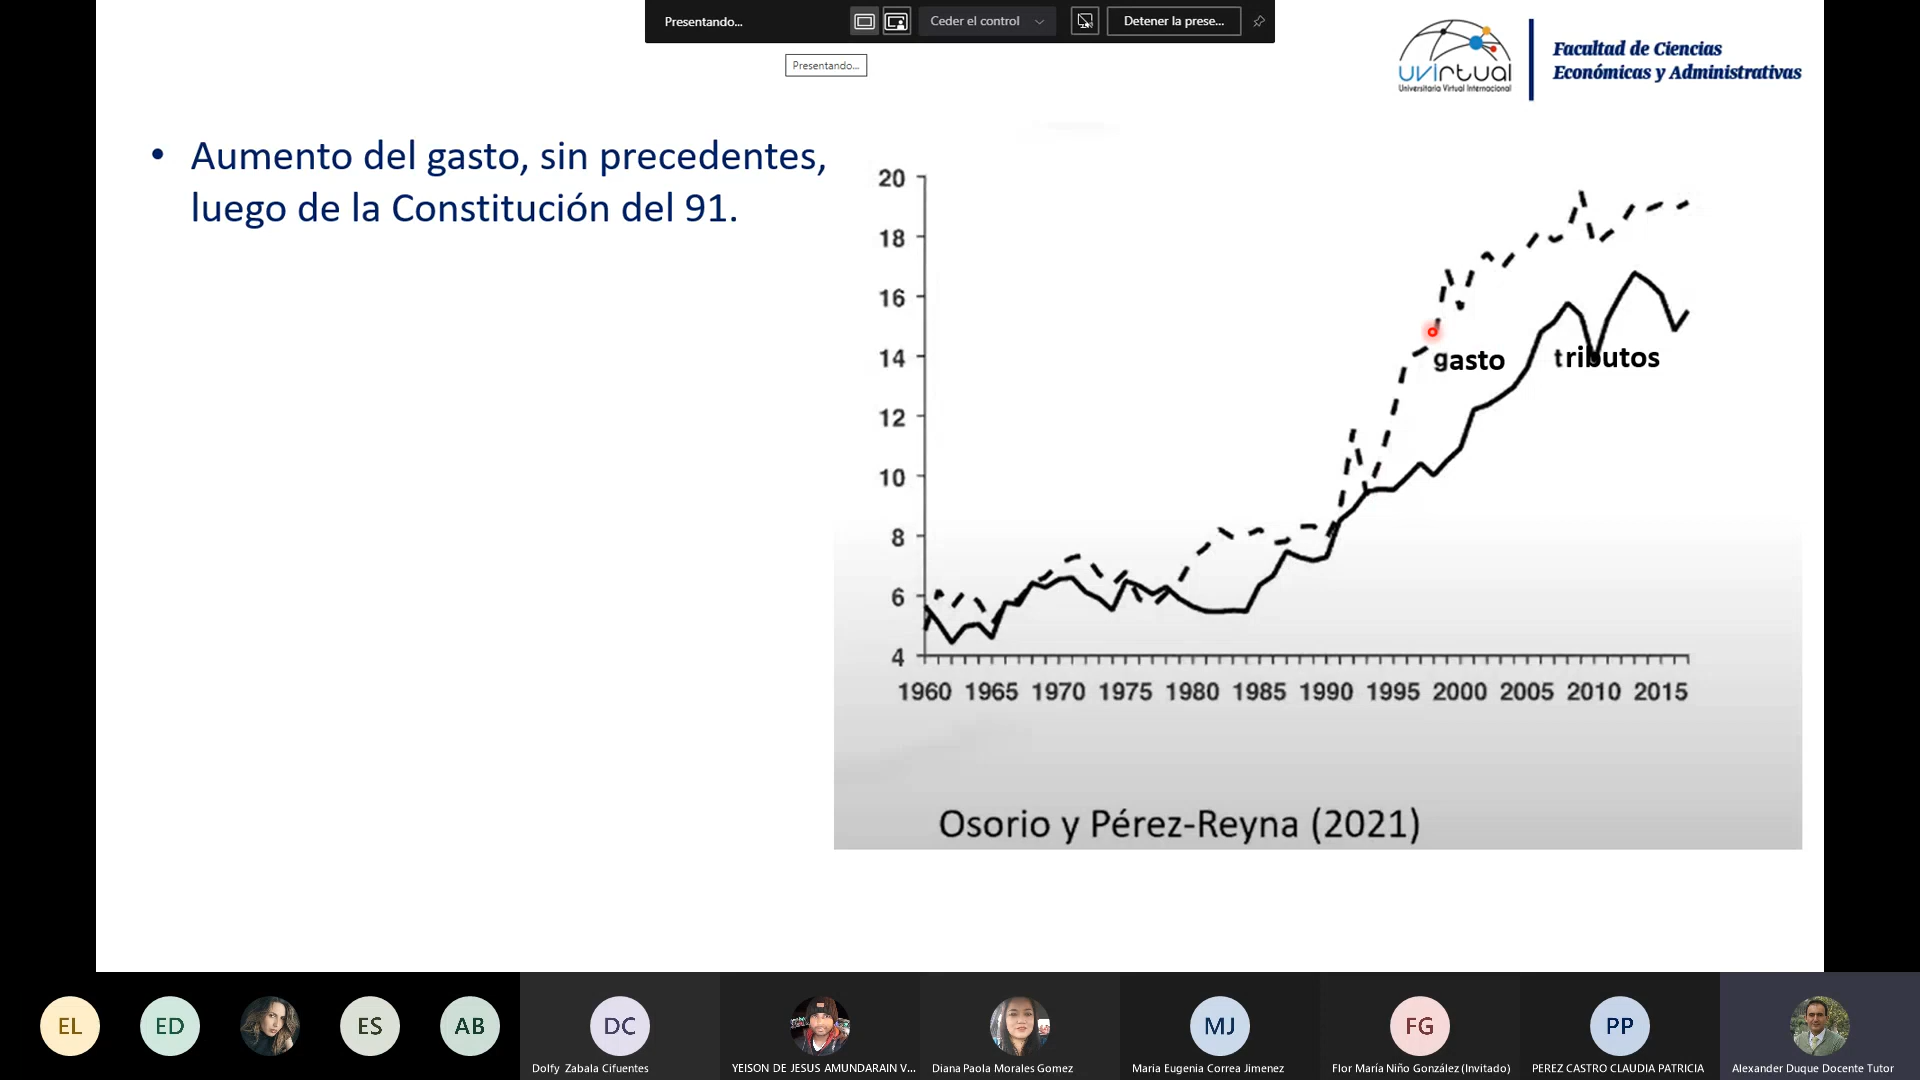 Presentando...
Ceder el control
Detener la prese...
Presentando...
uvirtual
Universitaria Virtual Internacional
Facultad de Ciencias
Económicas y Administrativas
• Aumento del gasto, sin precedentes,
luego de la Constitución del 91.
20
18
16
14
12
10
8
6
4
gasto
tributos
1960 1965 1970 1975 1980 1985 1990 1995 2000 2005 2010 2015
Osorio y Pérez-Reyna (2021)
EL
ED
ES
AB
DC
MJ
FG
PP
Dolfy Zabala Cifuentes
YEISON DE JESUS AMUNDARAIN V...
Diana Paola Morales Gomez
Maria Eugenia Correa Jimenez
Flor María Niño González (Invitado)
PEREZ CASTRO CLAUDIA PATRICIA
Alexander Duque Docente Tutor